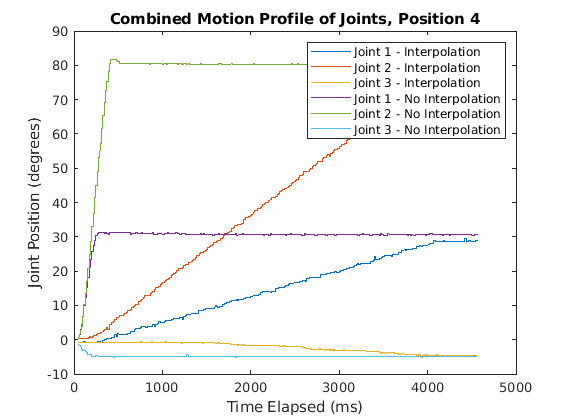 Combined Motion Profile of Joints, Position 4
90
80
70
60
50
40
30
20
10
0
-10
Joint Position (degrees)
Joint 1 - Interpolation
Joint 2 - Interpolation
Joint 3 - Interpolation
Joint 1 - No Interpolation
Joint 2 - No Interpolation
Joint 3 - No Interpolation
0 1000 2000 3000 4000 5000
Time Elapsed (ms)